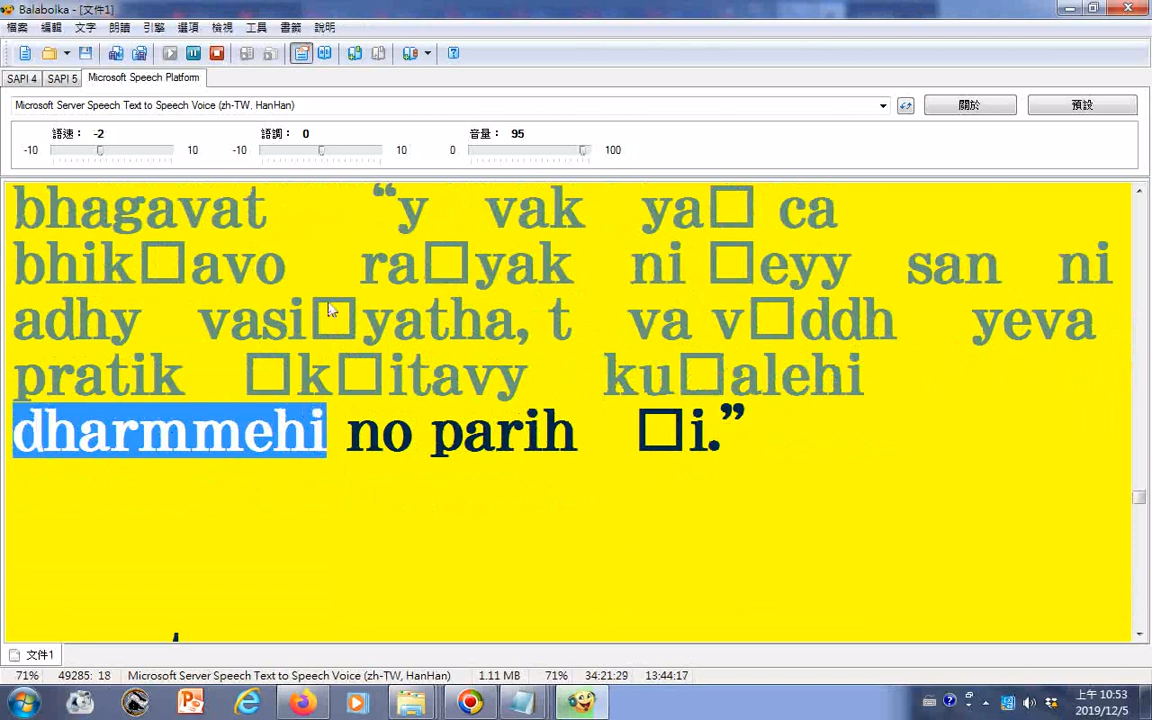 Balabolka - [文件1]
檔案 編輯 文字 朗讀 引擎 選項 檢視 工具 書籤 說明
SAPI 4 SAPI 5 Microsoft Speech Platform
Microsoft Server Speech Text to Speech Voice (zh-TW, HanHan) 關於 預設
語速： -2 語調： 0 音量： 95
-10 10 -10 10 0 100
bhagavat “y vak ya□ ca
bhik□avo ra□yak ni □eyy san ni
adhy vasi□yatha, t va v□ddh yeva
pratik □k□itavy ku□alehi
dharmmehi no parih □i.”
文件1
71% 49285: 18 Microsoft Server Speech Text to Speech Voice (zh-TW, HanHan) 1.11 MB 71% 34:21:29 13:44:17
上午 10:53
2019/12/5